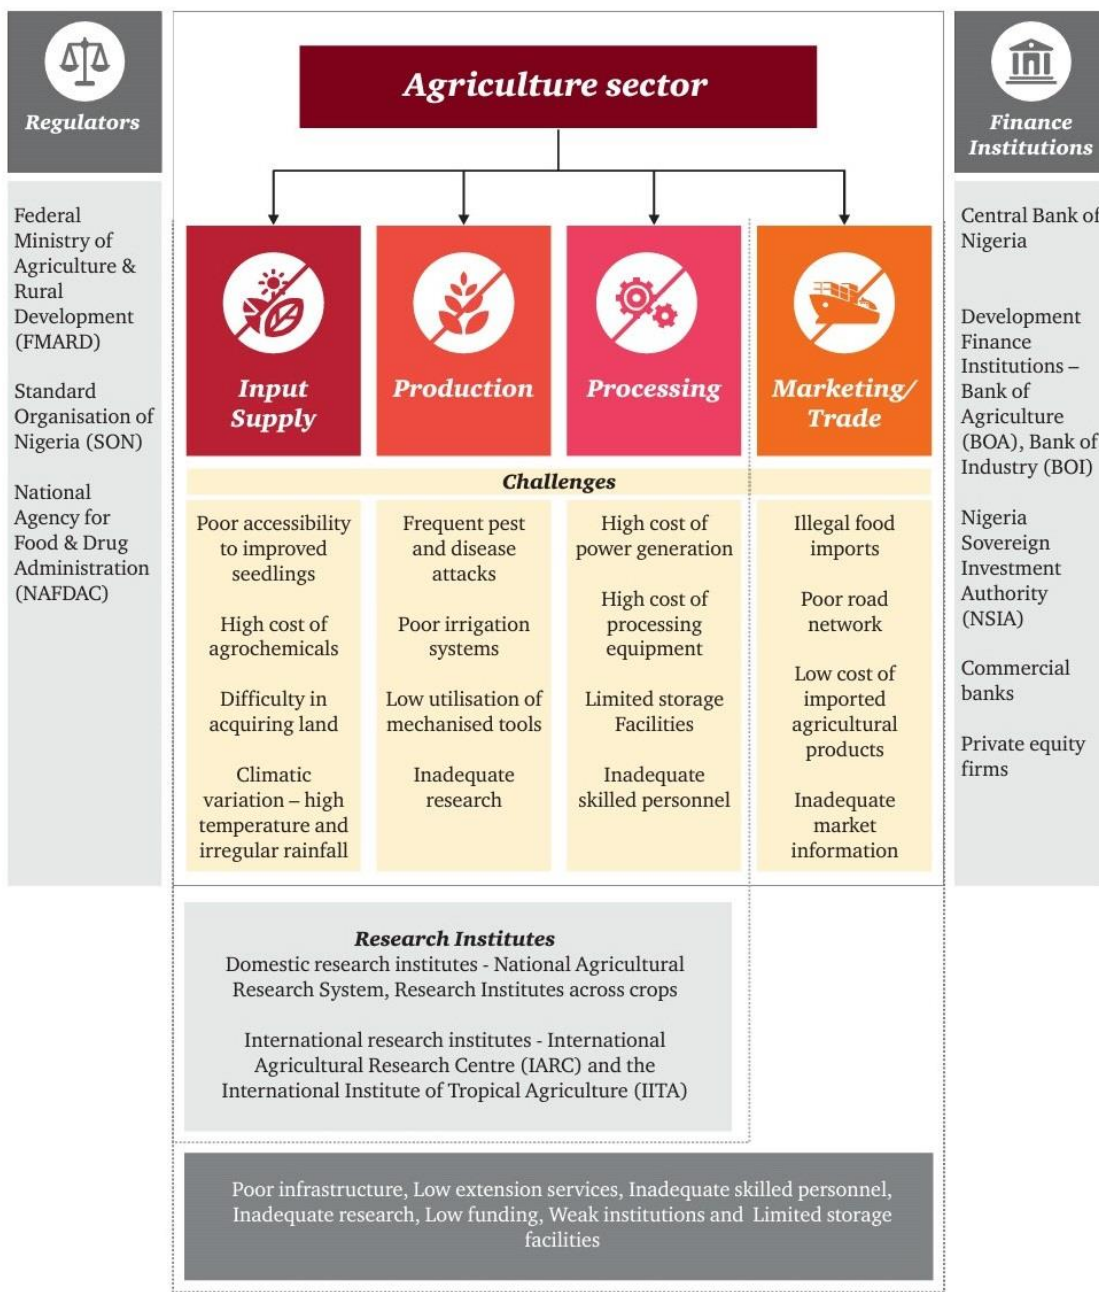 Regulators
Federal
Ministry of
Agriculture &
Rural
Development
(FMARD)
Standard
Organisation of
Nigeria (SON)
National
Agency for
Food & Drug
Administration
(NAFDAC)
Agriculture sector
Input
Supply
Production
Processing
Marketing/
Trade
Challenges
Poor accessibility
to improved
seedlings
High cost of
agrochemicals
Difficulty in
acquiring land
Climatic
variation – high
temperature and
irregular rainfall
Frequent pest
and disease
attacks
Poor irrigation
systems
Low utilisation of
mechanised tools
Inadequate
research
High cost of
power generation
High cost of
processing
equipment
Limited storage
Facilities
Inadequate
skilled personnel
Illegal food
imports
Poor road
network
Low cost of
imported
agricultural
products
Inadequate
market
information
Finance
Institutions
Central Bank of
Nigeria
Development
Finance
Institutions –
Bank of
Agriculture
(BOA), Bank of
Industry (BOI)
Nigeria
Sovereign
Investment
Authority
(NSIA)
Commercial
banks
Private equity
firms
Research Institutes
Domestic research institutes - National Agricultural
Research System, Research Institutes across crops
International research institutes - International
Agricultural Research Centre (IARC) and the
International Institute of Tropical Agriculture (IITA)
Poor infrastructure, Low extension services, Inadequate skilled personnel,
Inadequate research, Low funding, Weak institutions and Limited storage
facilities